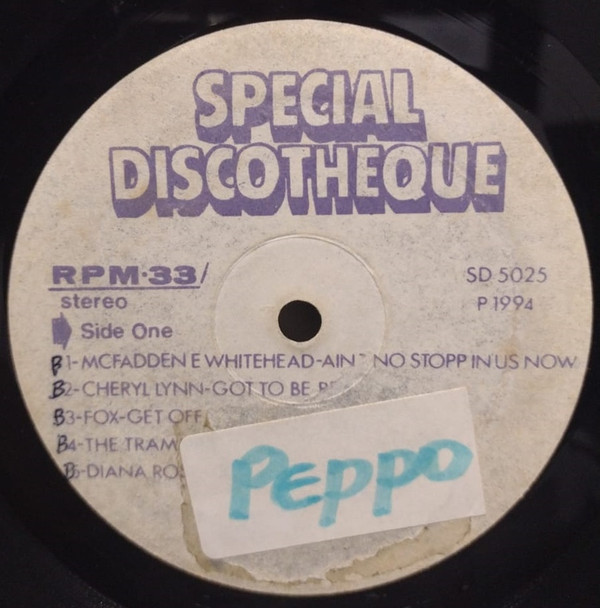 SPECIAL
DISCOTHEQUE
RPM·33/
stereo
SD 5025
P 1994
Side One
B1-MCFADDEN E WHITEHEAD-AIN'T NO STOPP IN US NOW
B2-CHERYL LYNN-GOT TO BE
B3-FOX-GET OFF
B4-THE TRAM
B5-DIANA
PEPPO